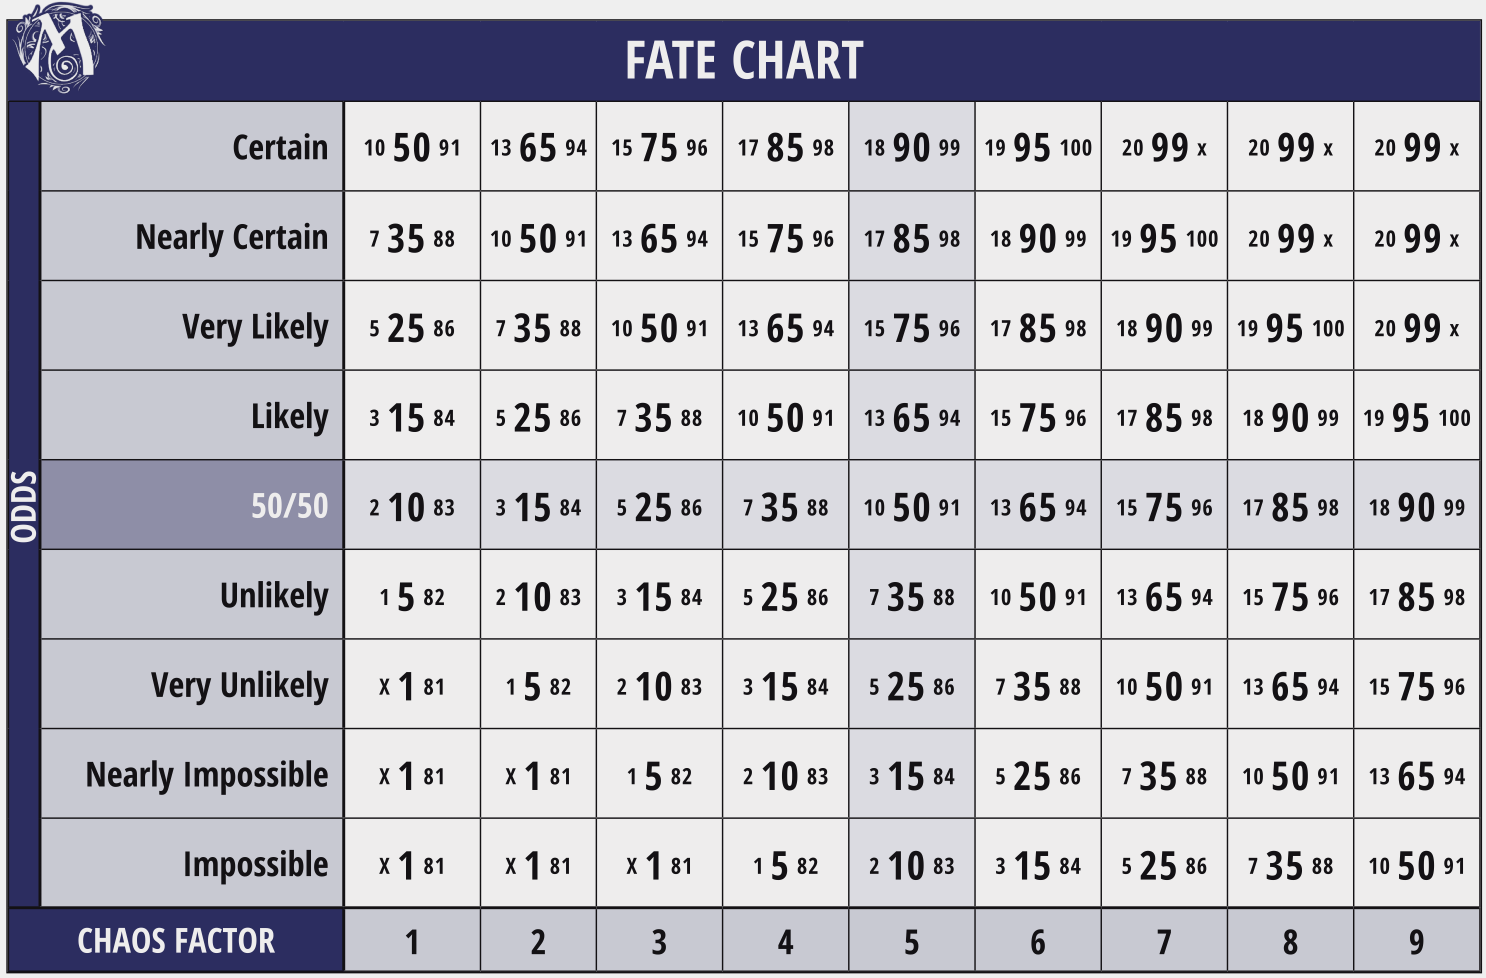 M
FATE CHART
ODDS
Certain 10 50 91 13 65 94 15 75 96 17 85 98 18 90 99 19 95 100 20 99 x 20 99 x 20 99 x
Nearly Certain 7 35 88 10 50 91 13 65 94 15 75 96 17 85 98 18 90 99 19 95 100 20 99 x 20 99 x
Very Likely 5 25 86 7 35 88 10 50 91 13 65 94 15 75 96 17 85 98 18 90 99 19 95 100 20 99 x
Likely 3 15 84 5 25 86 7 35 88 10 50 91 13 65 94 15 75 96 17 85 98 18 90 99 19 95 100
50/50 2 10 83 3 15 84 5 25 86 7 35 88 10 50 91 13 65 94 15 75 96 17 85 98 18 90 99
Unlikely 1 5 82 2 10 83 3 15 84 5 25 86 7 35 88 10 50 91 13 65 94 15 75 96 17 85 98
Very Unlikely X 1 81 1 5 82 2 10 83 3 15 84 5 25 86 7 35 88 10 50 91 13 65 94 15 75 96
Nearly Impossible X 1 81 X 1 81 1 5 82 2 10 83 3 15 84 5 25 86 7 35 88 10 50 91 13 65 94
Impossible X 1 81 X 1 81 X 1 81 1 5 82 2 10 83 3 15 84 5 25 86 7 35 88 10 50 91
CHAOS FACTOR 1 2 3 4 5 6 7 8 9